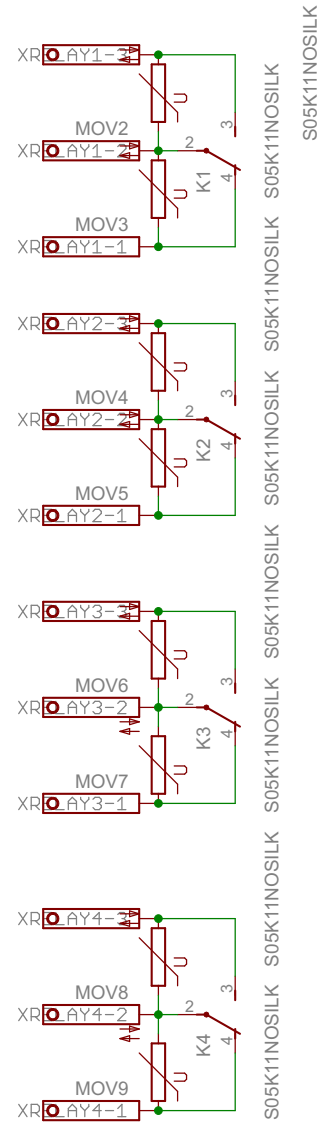 S05K11NOSILK
XRELAY1-3
U
3
S05K11NOSILK
MOV2
XRELAY1-2
2
K1
4
U
MOV3
XRELAY1-1
S05K11NOSILK
XRELAY2-3
U
3
S05K11NOSILK
MOV4
XRELAY2-2
2
K2
4
U
MOV5
XRELAY2-1
S05K11NOSILK
XRELAY3-3
U
3
S05K11NOSILK
MOV6
XRELAY3-2
2
K3
4
U
MOV7
XRELAY3-1
S05K11NOSILK
XRELAY4-3
U
3
S05K11NOSILK
MOV8
XRELAY4-2
2
K4
4
U
MOV9
XRELAY4-1